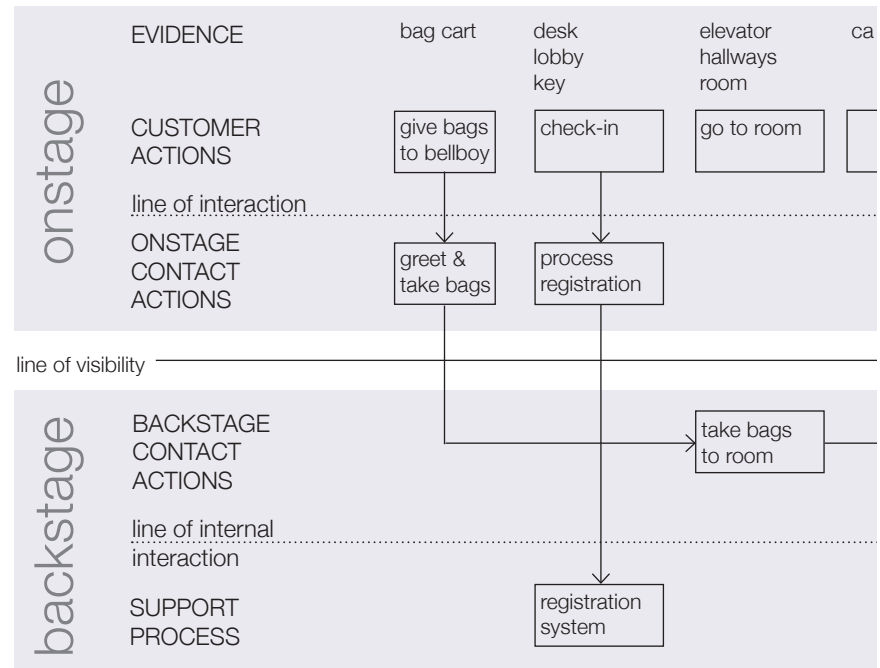 onstage
EVIDENCE
bag cart
desk
lobby
key
elevator
hallways
room
ca
CUSTOMER
ACTIONS
give bags
to bellboy
check-in
go to room
line of interaction
ONSTAGE
CONTACT
ACTIONS
greet &
take bags
process
registration
line of visibility
backstage
BACKSTAGE
CONTACT
ACTIONS
take bags
to room
line of internal
interaction
SUPPORT
PROCESS
registration
system